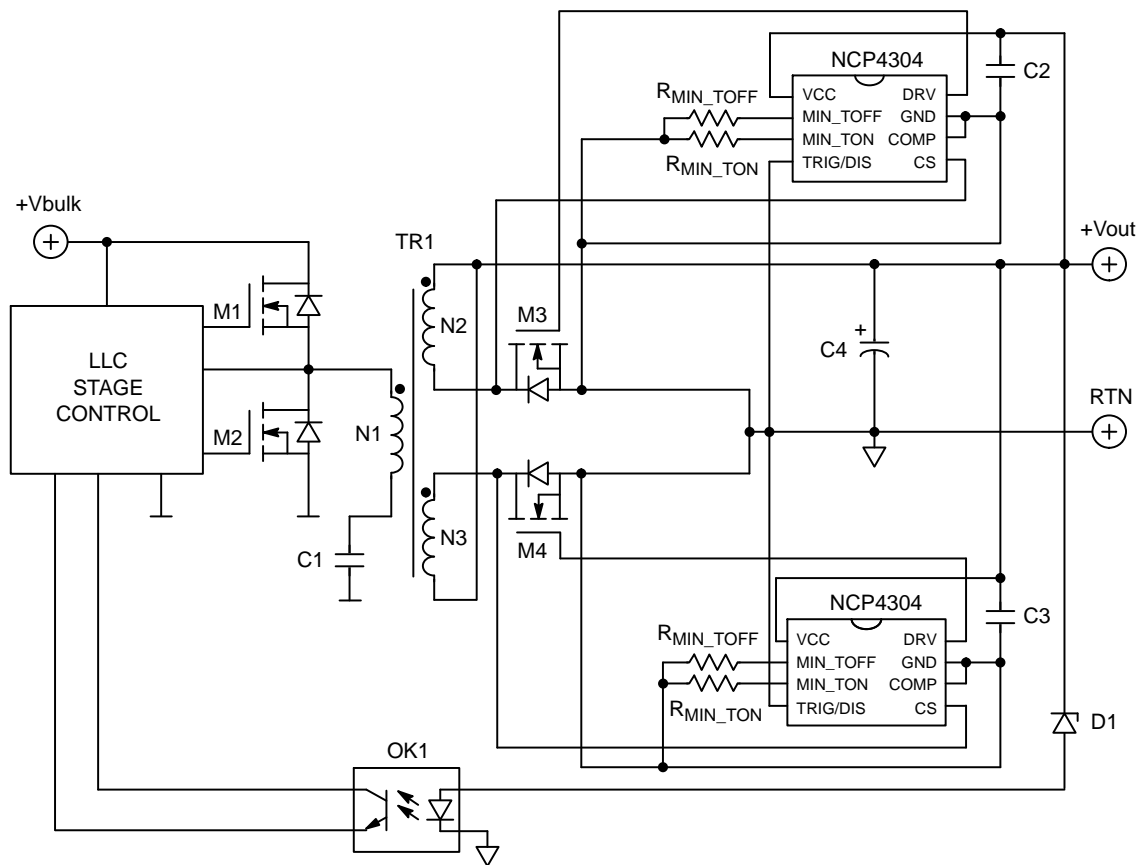 NCP4304
C2
VCC
DRV
RMIN_TOFF
MIN_TOFF
GND
MIN_TON
COMP
RMIN_TON
TRIG/DIS
CS
+Vbulk
TR1
+Vout
M1
M3
N2
LLC
STAGE
CONTROL
C4
+
RTN
M2
N1
N3
M4
C1
NCP4304
C3
VCC
DRV
RMIN_TOFF
MIN_TOFF
GND
MIN_TON
COMP
RMIN_TON
TRIG/DIS
CS
D1
OK1